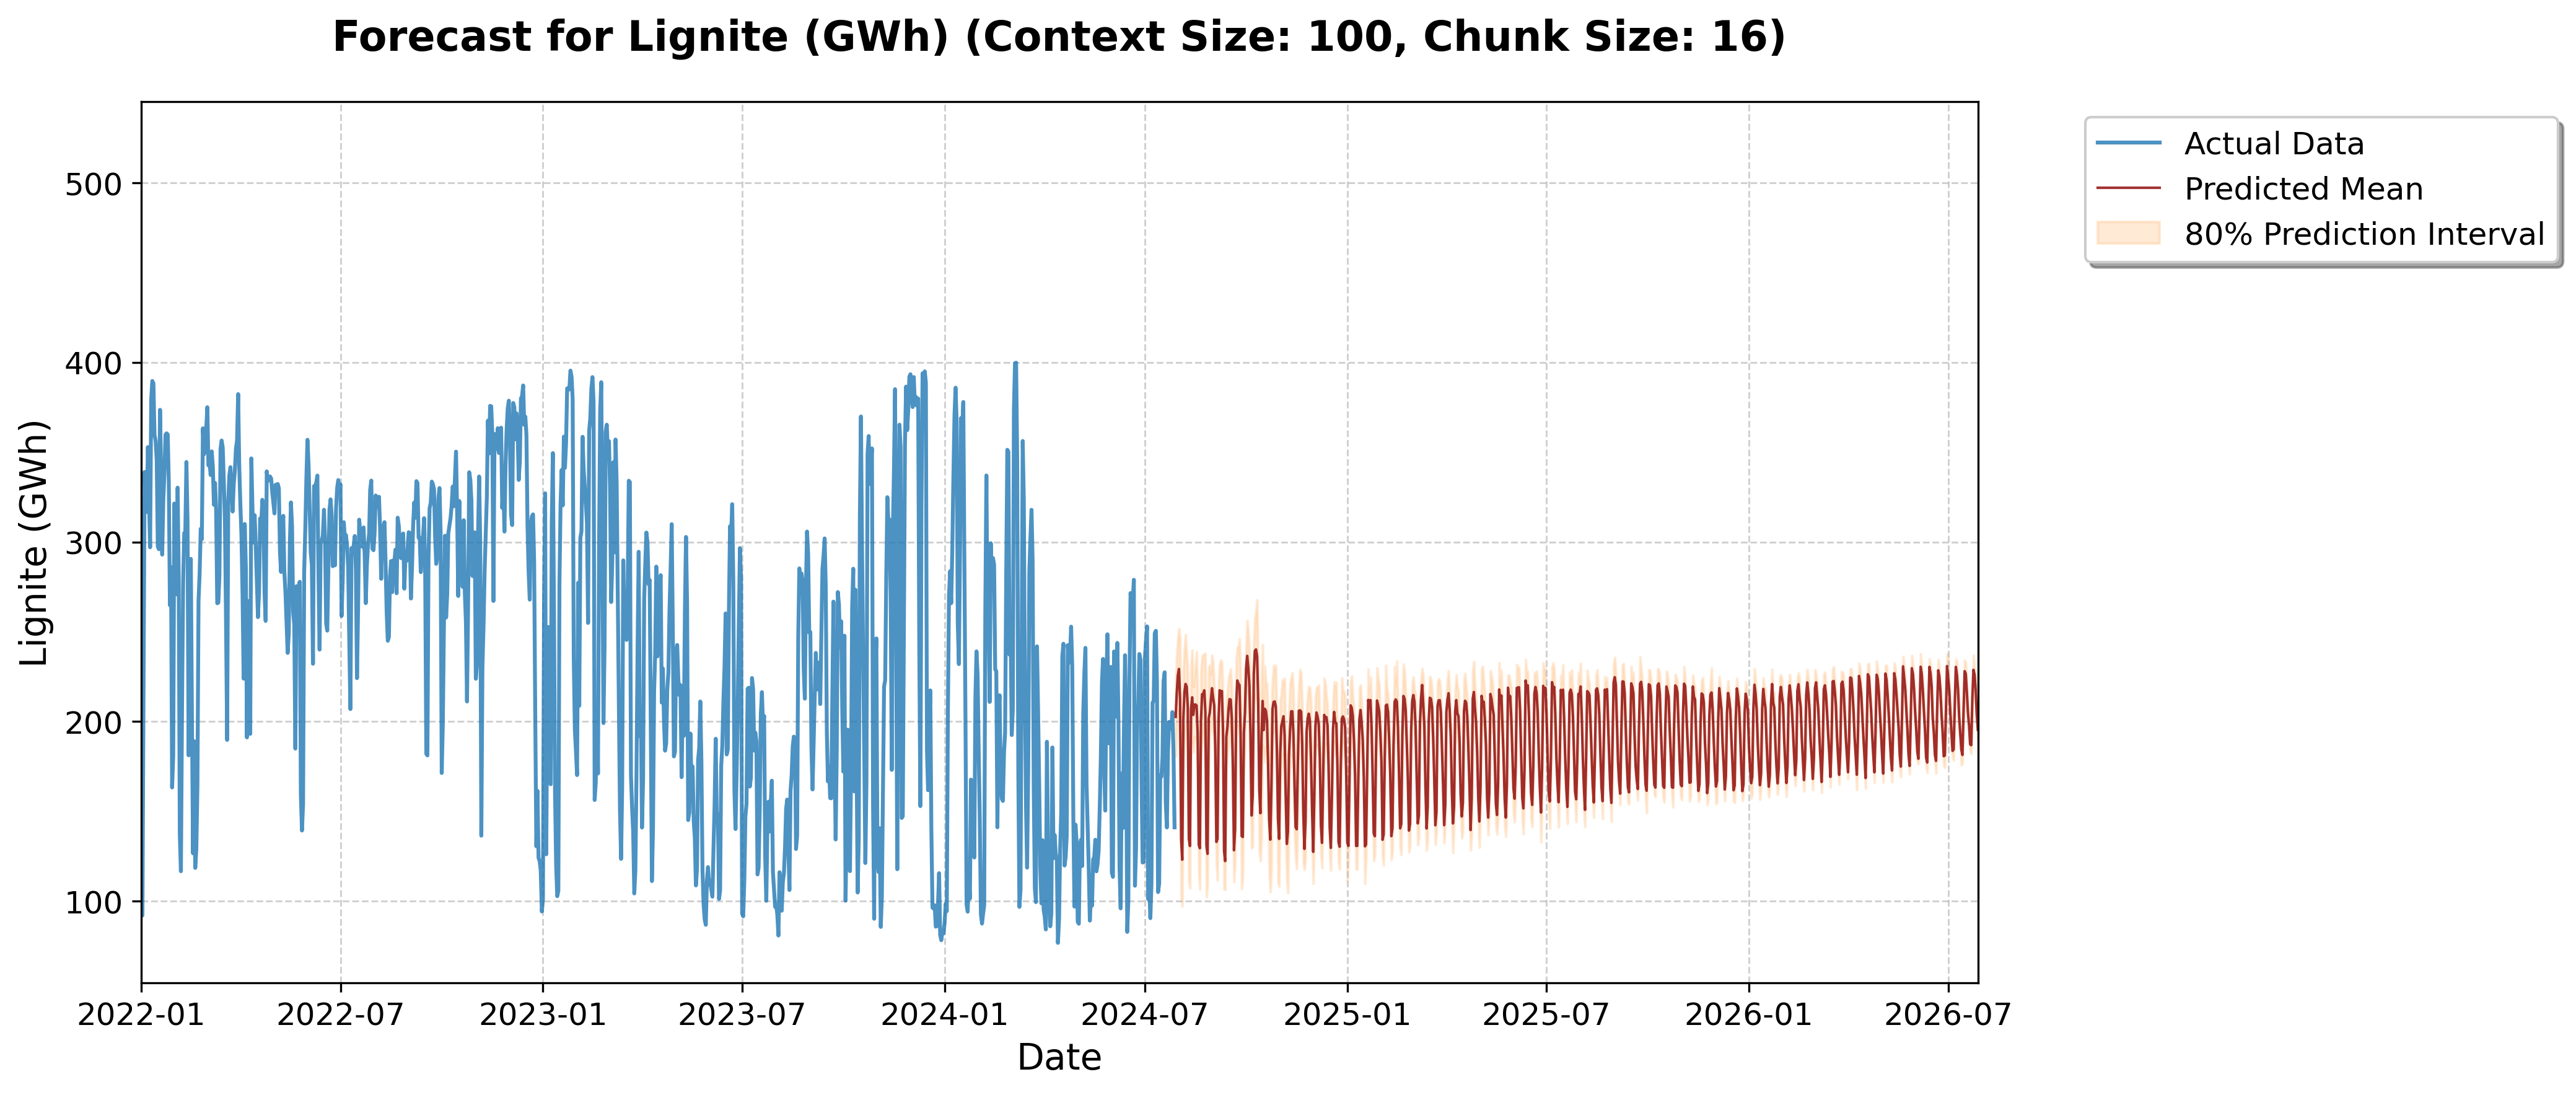 Forecast for Lignite (GWh) (Context Size: 100, Chunk Size: 16)
Actual Data
Predicted Mean
80% Prediction Interval
Lignite (GWh)
500
400
300
200
100
2022-01 2022-07 2023-01 2023-07 2024-01 2024-07 2025-01 2025-07 2026-01 2026-07
Date